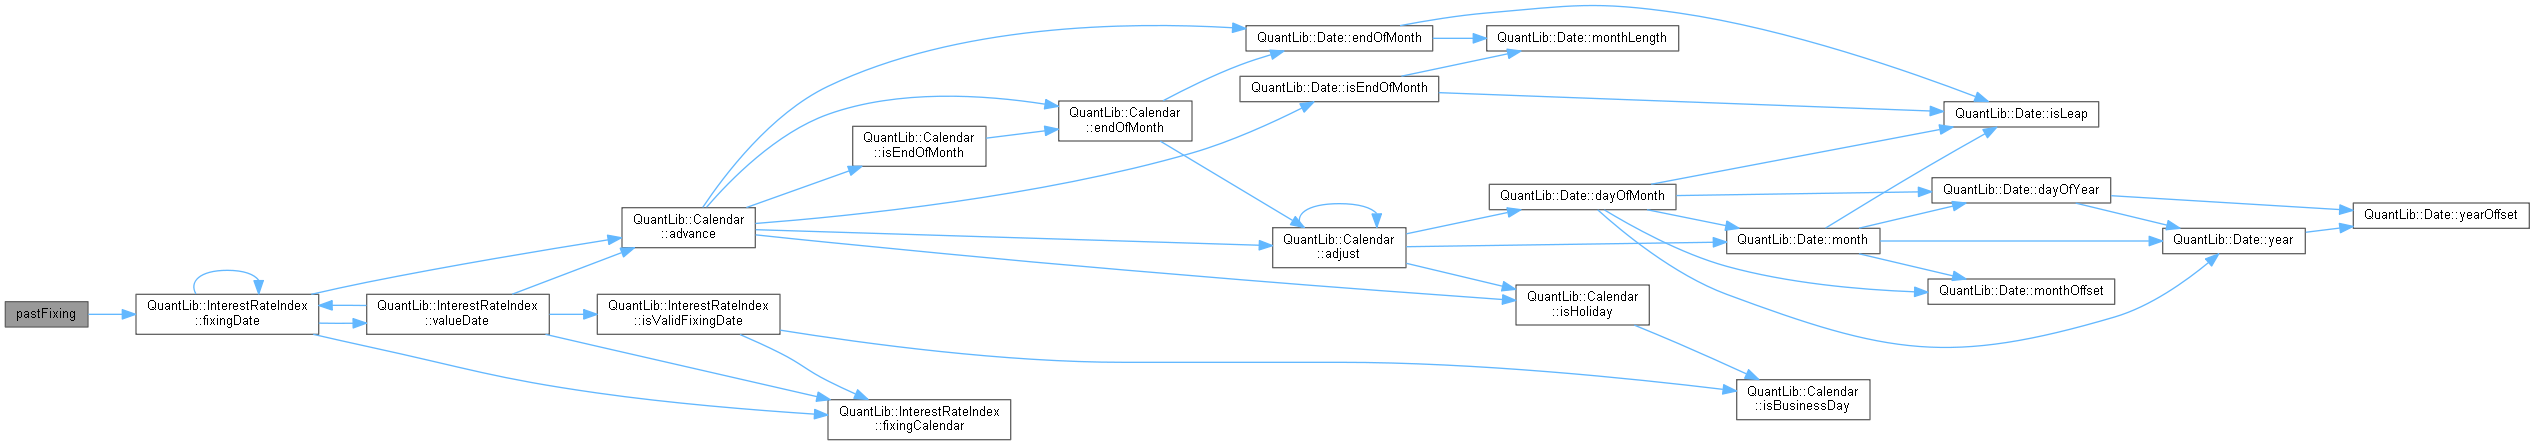 pastFixing
QuantLib::InterestRateIndex
::fixingDate
QuantLib::InterestRateIndex
::valueDate
QuantLib::Calendar
::advance
QuantLib::InterestRateIndex
::isValidFixingDate
QuantLib::Calendar
::isEndOfMonth
QuantLib::InterestRateIndex
::fixingCalendar
QuantLib::Calendar
::endOfMonth
QuantLib::Date::endOfMonth
QuantLib::Date::isEndOfMonth
QuantLib::Calendar
::adjust
QuantLib::Date::monthLength
QuantLib::Date::dayOfMonth
QuantLib::Calendar
::isHoliday
QuantLib::Date::month
QuantLib::Calendar
::isBusinessDay
QuantLib::Date::isLeap
QuantLib::Date::dayOfYear
QuantLib::Date::monthOffset
QuantLib::Date::year
QuantLib::Date::yearOffset